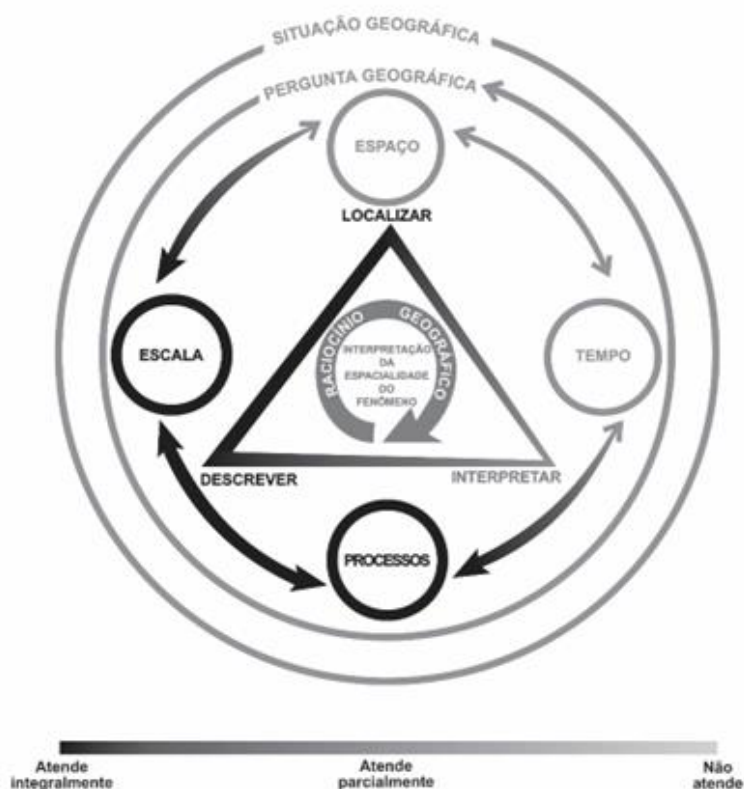 SITUAÇÃO GEOGRÁFICA
PERGUNTA GEOGRÁFICA
ESPAÇO
LOCALIZAR
ESCALA
RACIOCÍNIO GEOGRÁFICO
INTERPRETAÇÃO
DA
ESPACIALIDADE
DO
FENÔMENO
TEMPO
DESCREVER
INTERPRETAR
PROCESSOS
Atende
integralmente
Atende
parcialmente
Não
atende